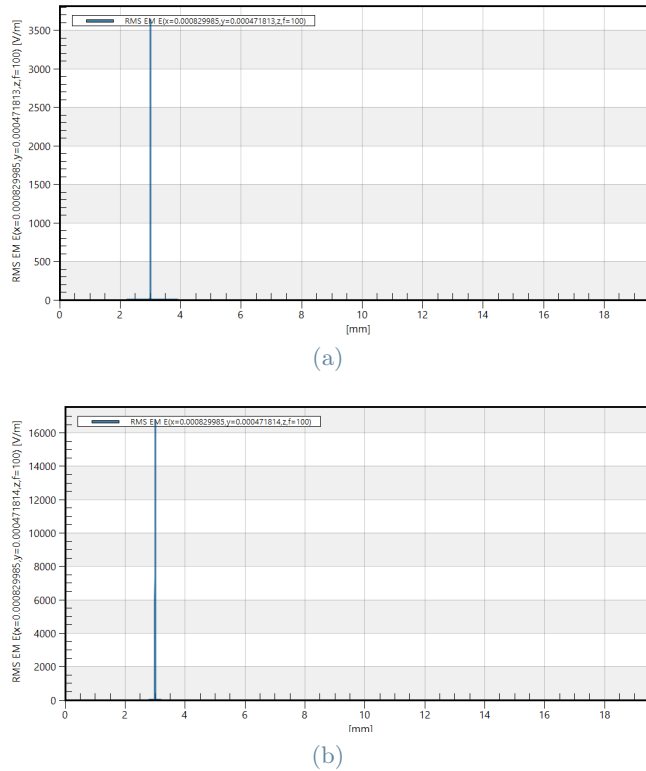 RMS EM E(x=0.000829985,y=0.000471813,z,f=100) [V/m]
RMS EM E(x=0.000829985,y=0.000471813,z,f=100)
3500
3000
2500
2000
1500
1000
500
0
0 2 4 6 8 10 12 14 16 18
[mm]
(a)
RMS EM E(x=0.000829985,y=0.000471814,z,f=100) [V/m]
RMS EM E(x=0.000829985,y=0.000471814,z,f=100)
16000
14000
12000
10000
8000
6000
4000
2000
0
0 2 4 6 8 10 12 14 16 18
[mm]
(b)